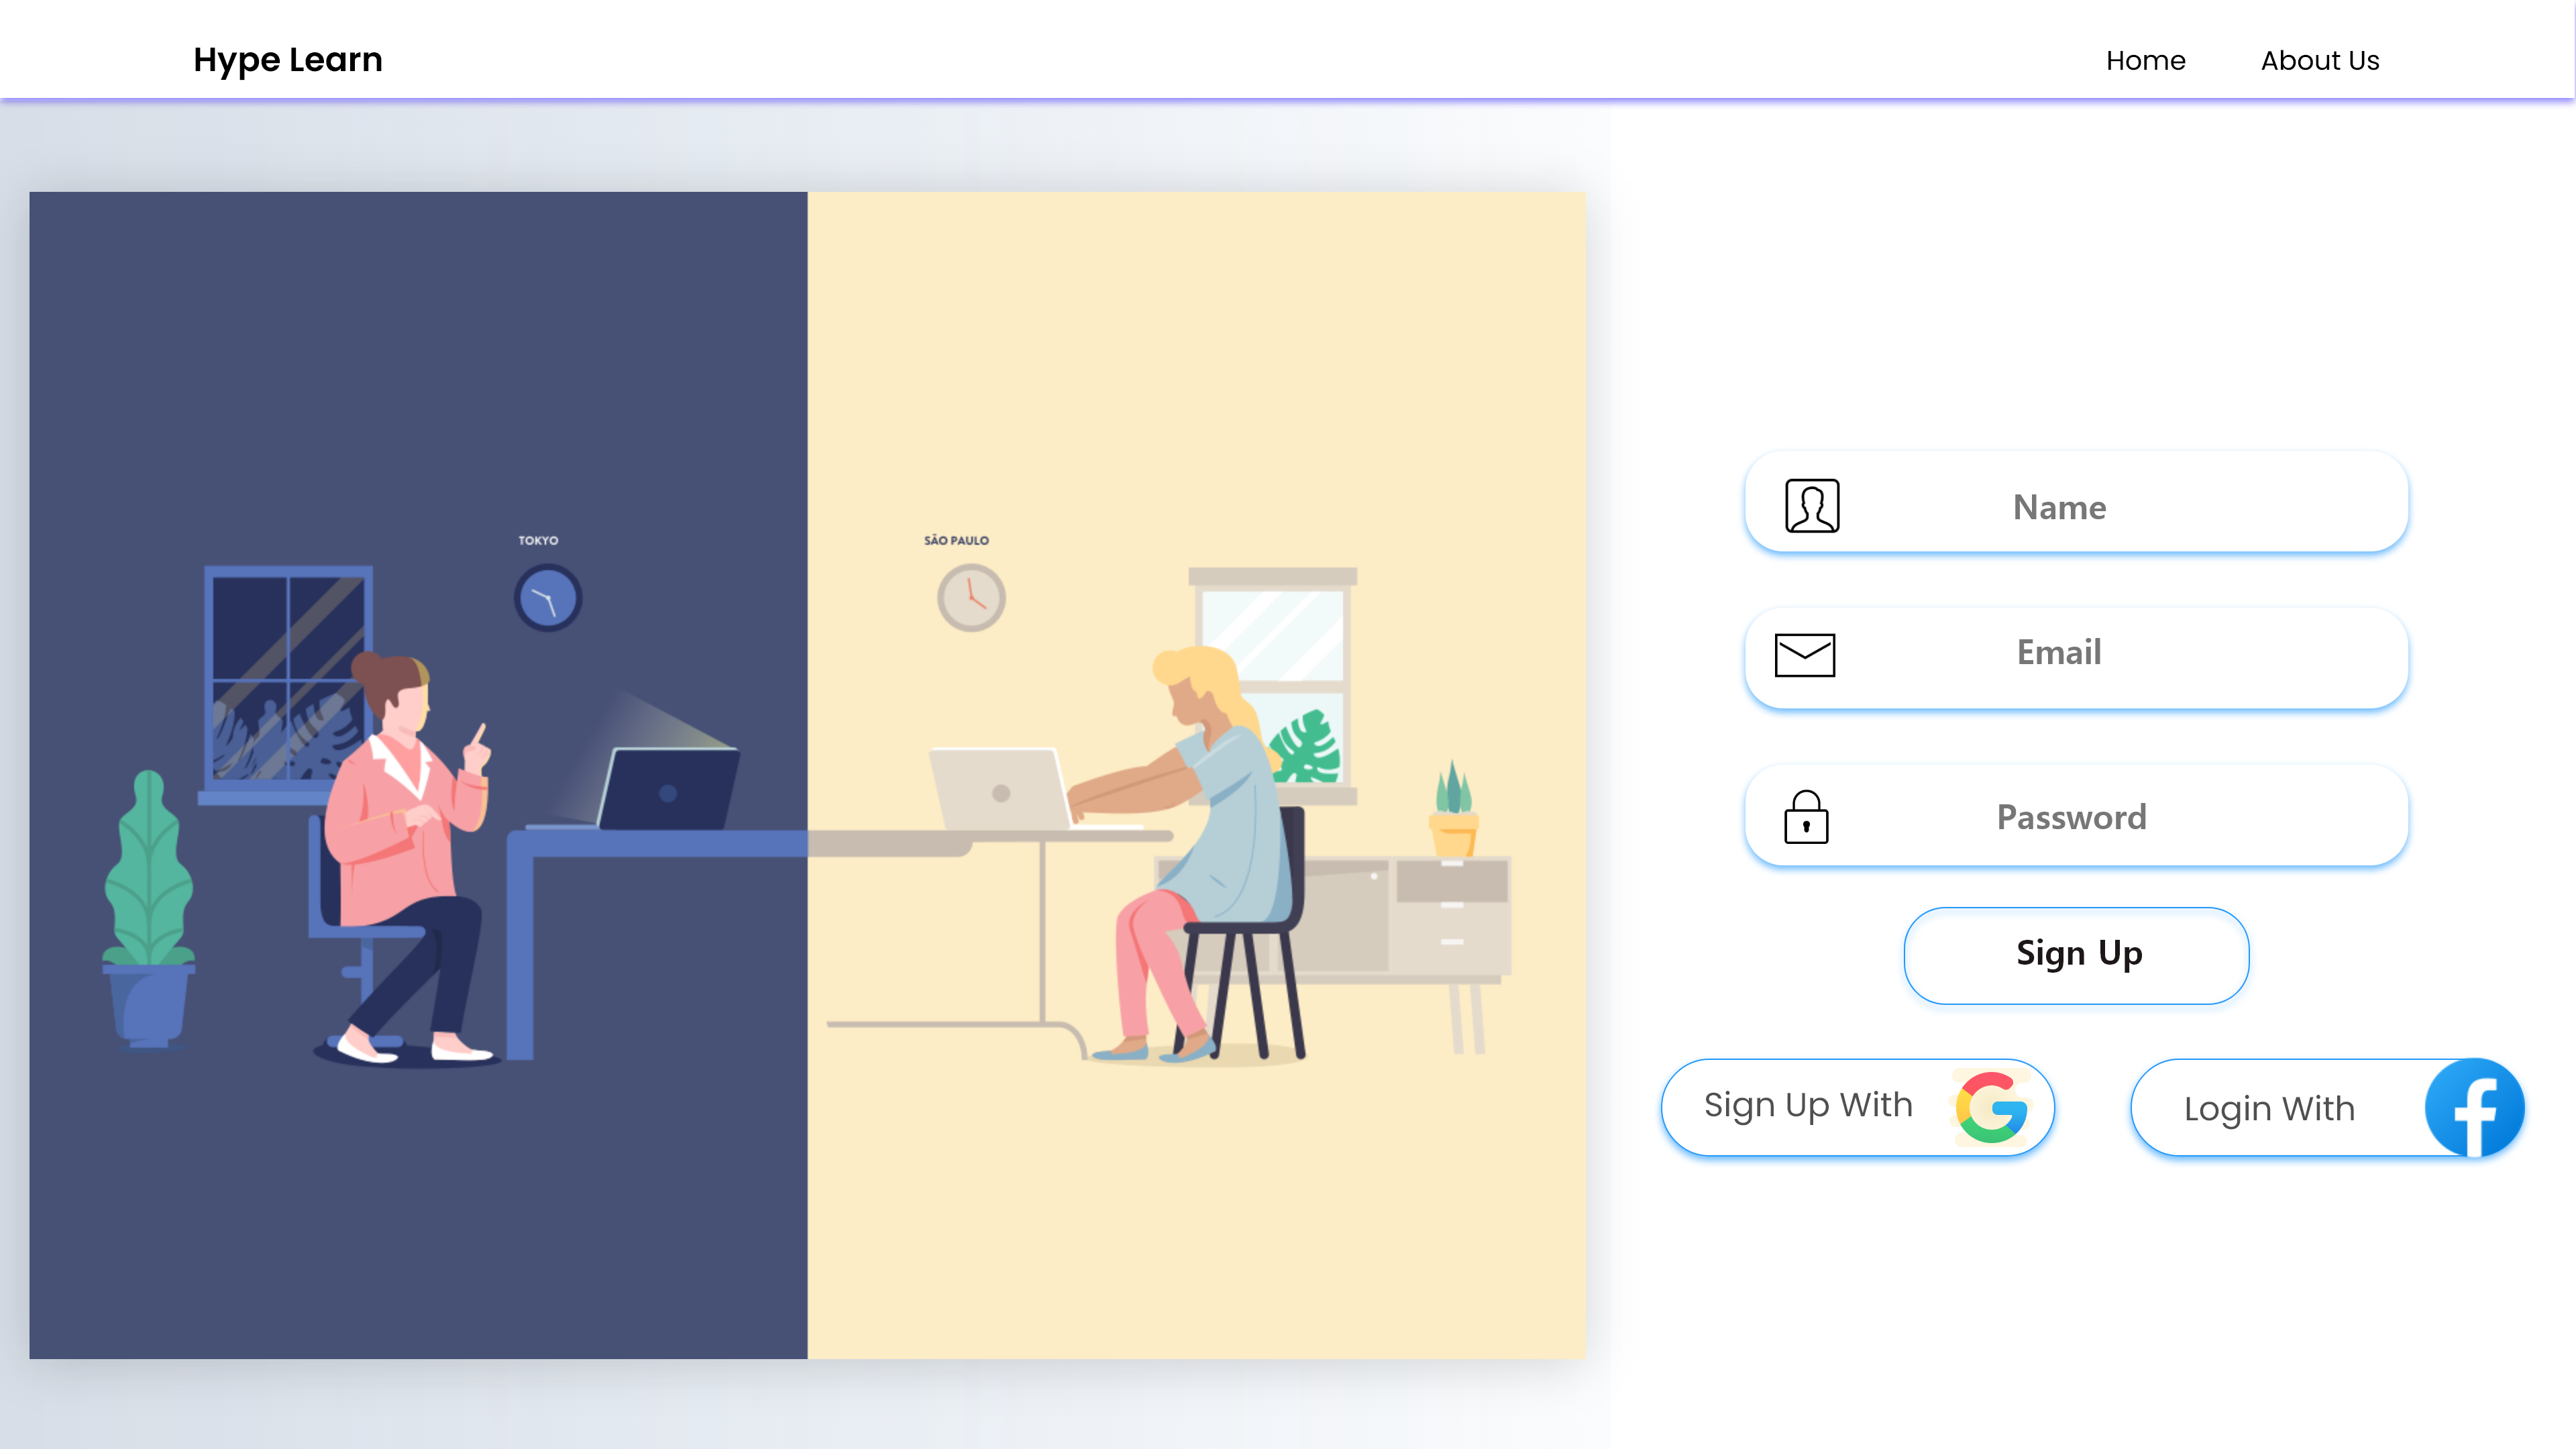 Hype Learn
Home
About Us
TOKYO
SÃO PAULO
Name
Email
Password
Sign Up
Sign Up With
Login With